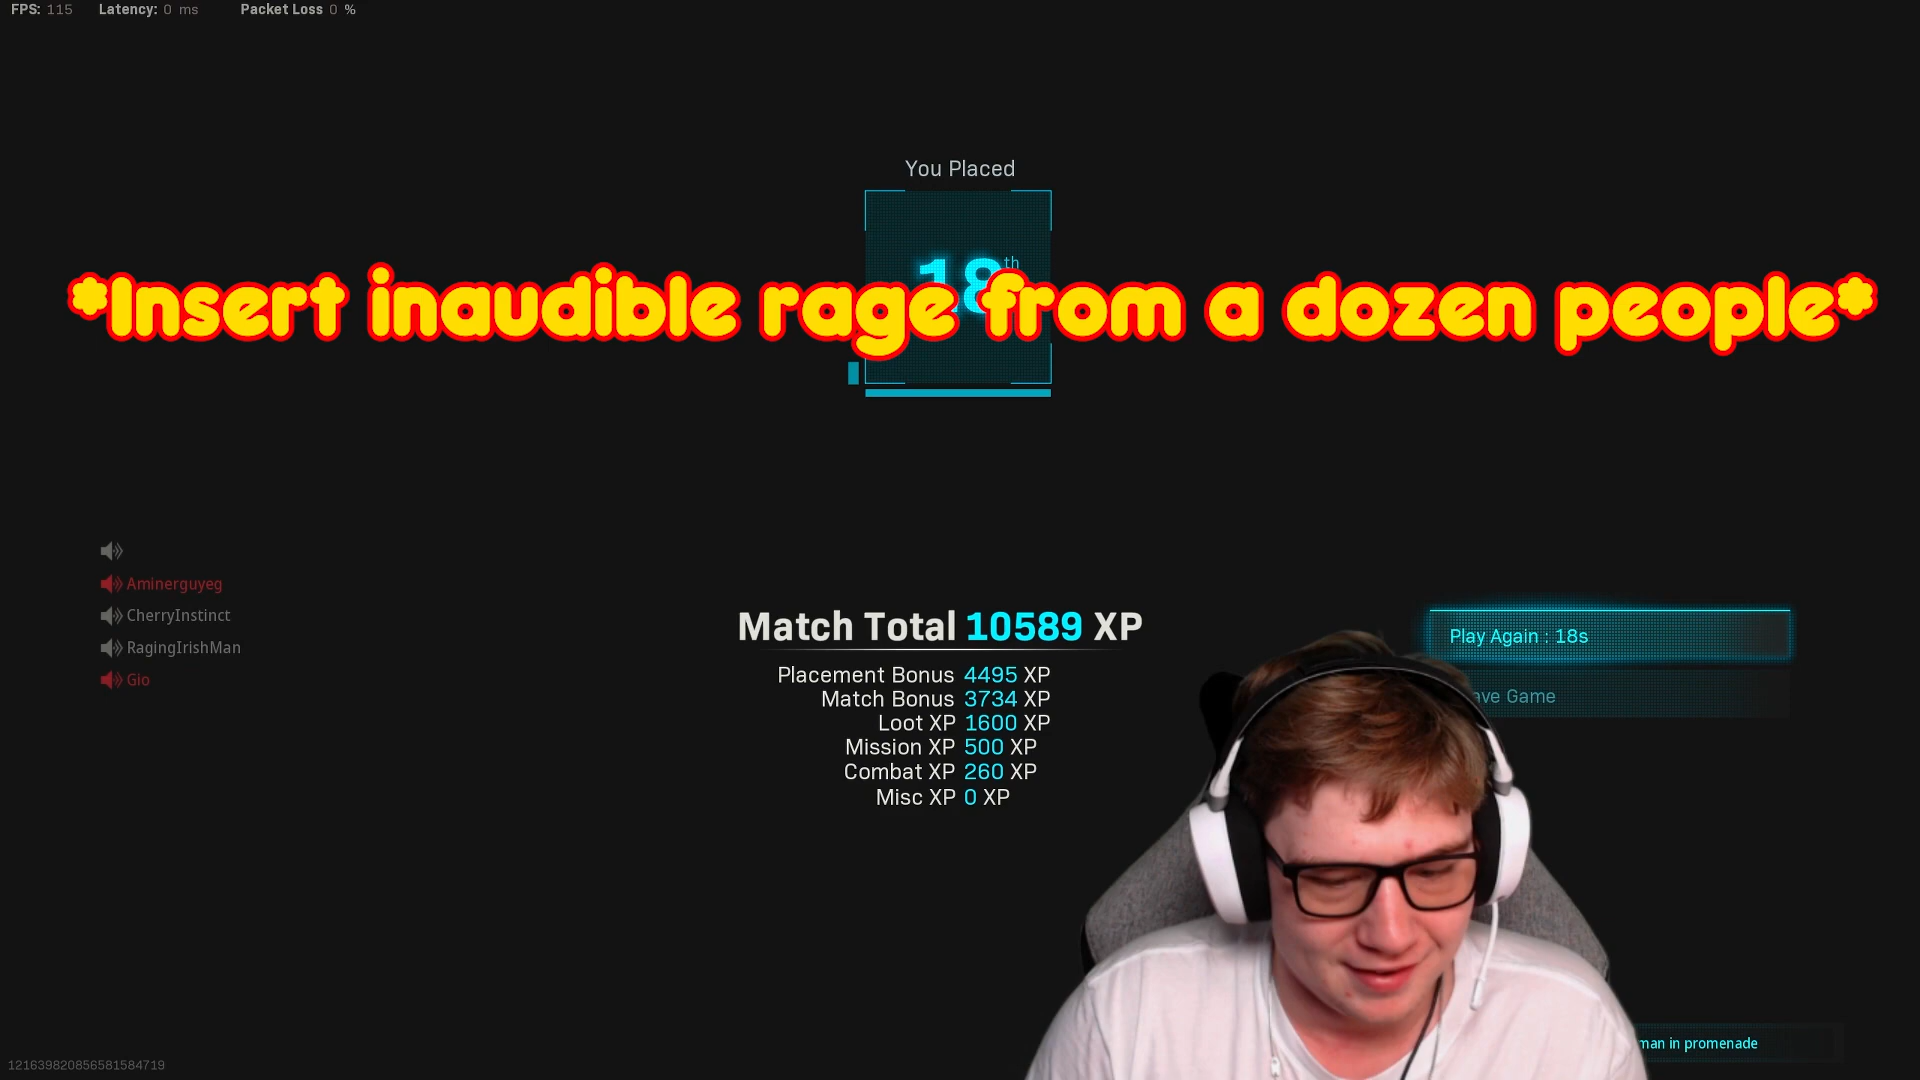 FPS: 115 Latency: 0 ms Packet Loss 0 %
You Placed
18th
*Insert inaudible rage from a dozen people*
Aminerguyeg
CherryInstinct
RagingIrishMan
Gio
Match Total 10589 XP
Placement Bonus 4495 XP
Match Bonus 3734 XP
Loot XP 1600 XP
Mission XP 500 XP
Combat XP 260 XP
Misc XP 0 XP
Play Again : 18s
ave Game
man in promenade
121639820856581584719